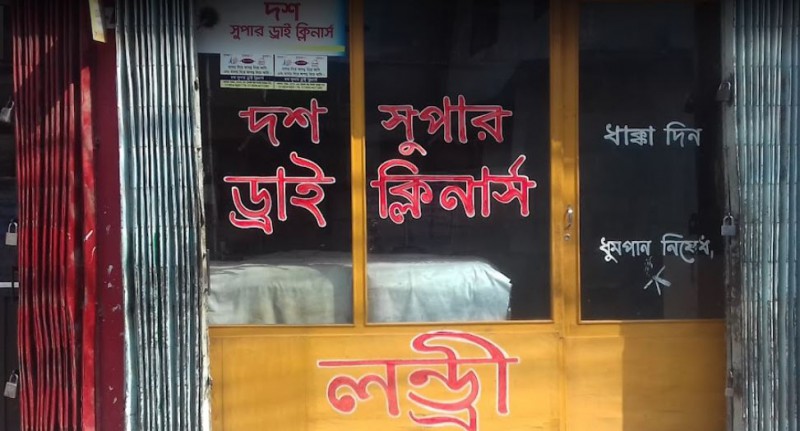 দশ
সুপার ড্রাই ক্লিনার্স
দশ সুপার
ড্রাই ক্লিনার্স
লন্ড্রী
ধাক্কা দিন
ধুমপান নিষেধ,